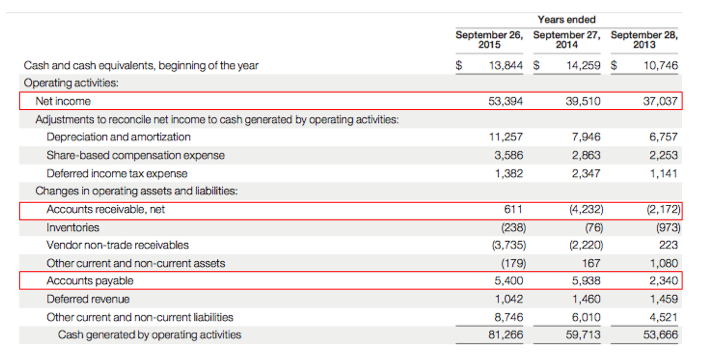 Years ended
September 26, September 27, September 28,
2015 2014 2013
Cash and cash equivalents, beginning of the year $ 13,844 $ 14,259 $ 10,746
Operating activities:
Net income 53,394 39,510 37,037
Adjustments to reconcile net income to cash generated by operating activities:
Depreciation and amortization 11,257 7,946 6,757
Share-based compensation expense 3,586 2,863 2,253
Deferred income tax expense 1,382 2,347 1,141
Changes in operating assets and liabilities:
Accounts receivable, net 611 (4,232) (2,172)
Inventories (238) (76) (973)
Vendor non-trade receivables (3,735) (2,220) 223
Other current and non-current assets (179) 167 1,080
Accounts payable 5,400 5,938 2,340
Deferred revenue 1,042 1,460 1,459
Other current and non-current liabilities 8,746 6,010 4,521
Cash generated by operating activities 81,266 59,713 53,666